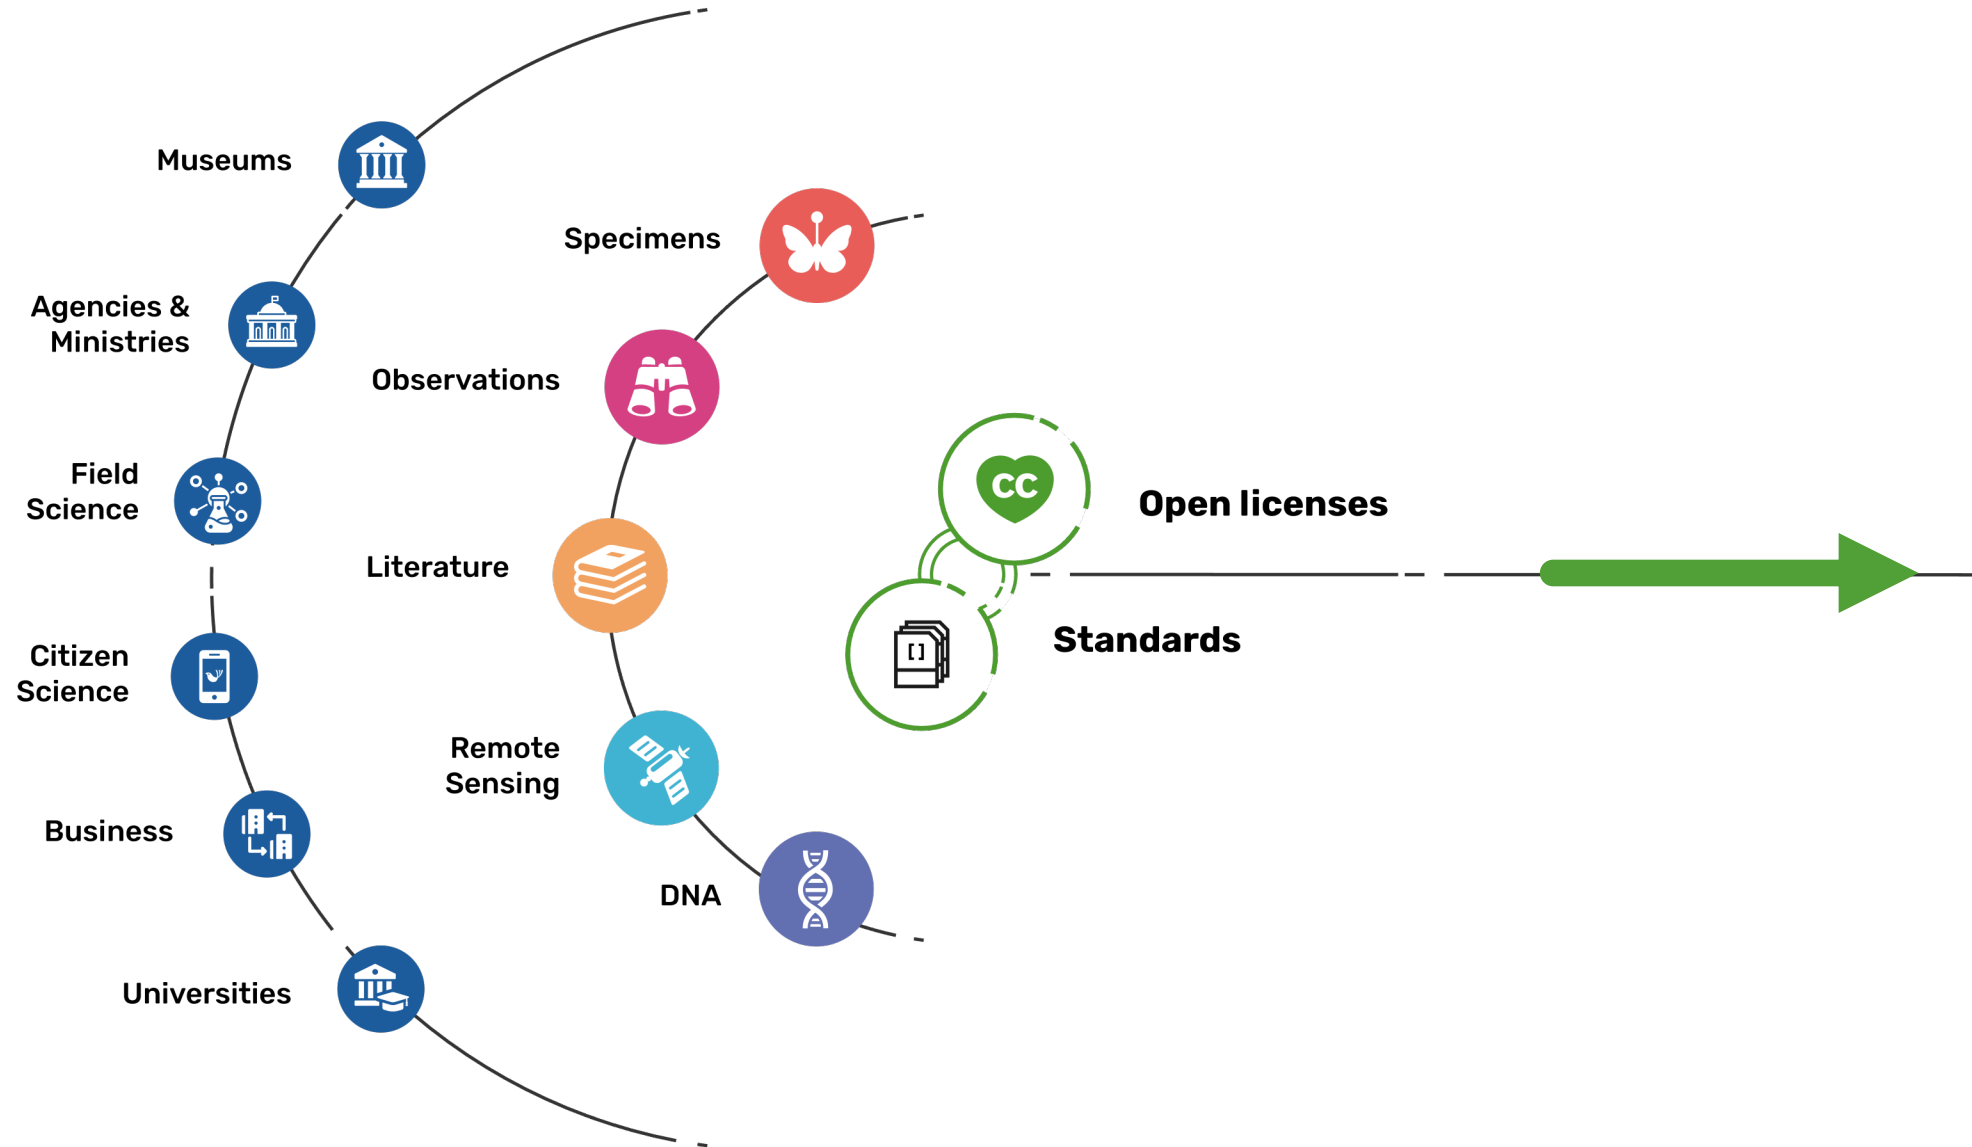 Museums
Agencies &
Ministries
Field
Science
Citizen
Science
Business
Universities
Specimens
Observations
Literature
Remote
Sensing
DNA
CC
Open licenses
[]
Standards